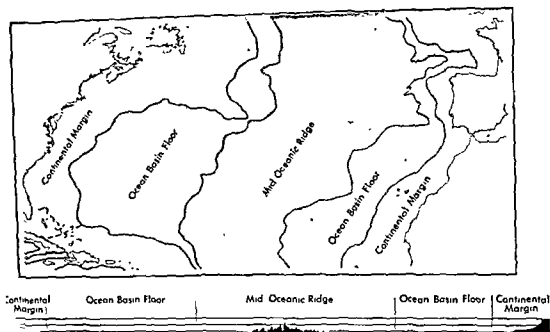 Continental Margin
Ocean Basin Floor
Mid Oceanic Ridge
Ocean Basin Floor
Continental Margin
Continental Margin
Ocean Basin Floor
Mid Oceanic Ridge
Ocean Basin Floor
Continental Margin